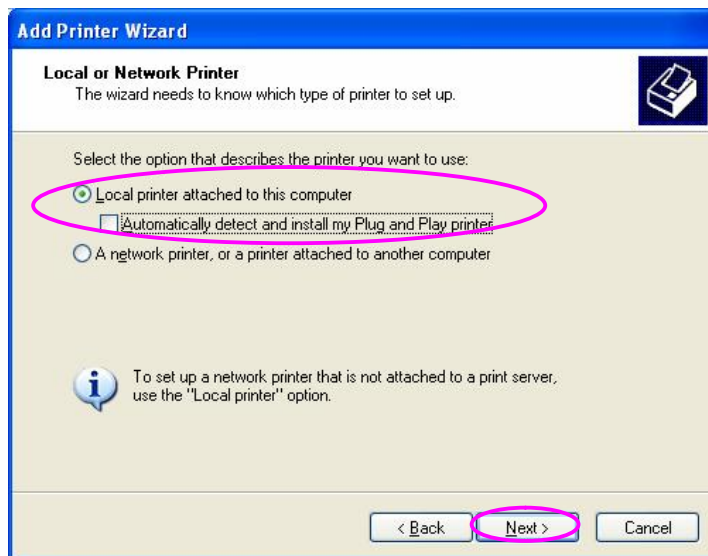 Add Printer Wizard
Local or Network Printer
The wizard needs to know which type of printer to set up.
Select the option that describes the printer you want to use:
Local printer attached to this computer
Automatically detect and install my Plug and Play printer
A network printer, or a printer attached to another computer
To set up a network printer that is not attached to a print server,
use the "Local printer" option.
< Back
Next >
Cancel